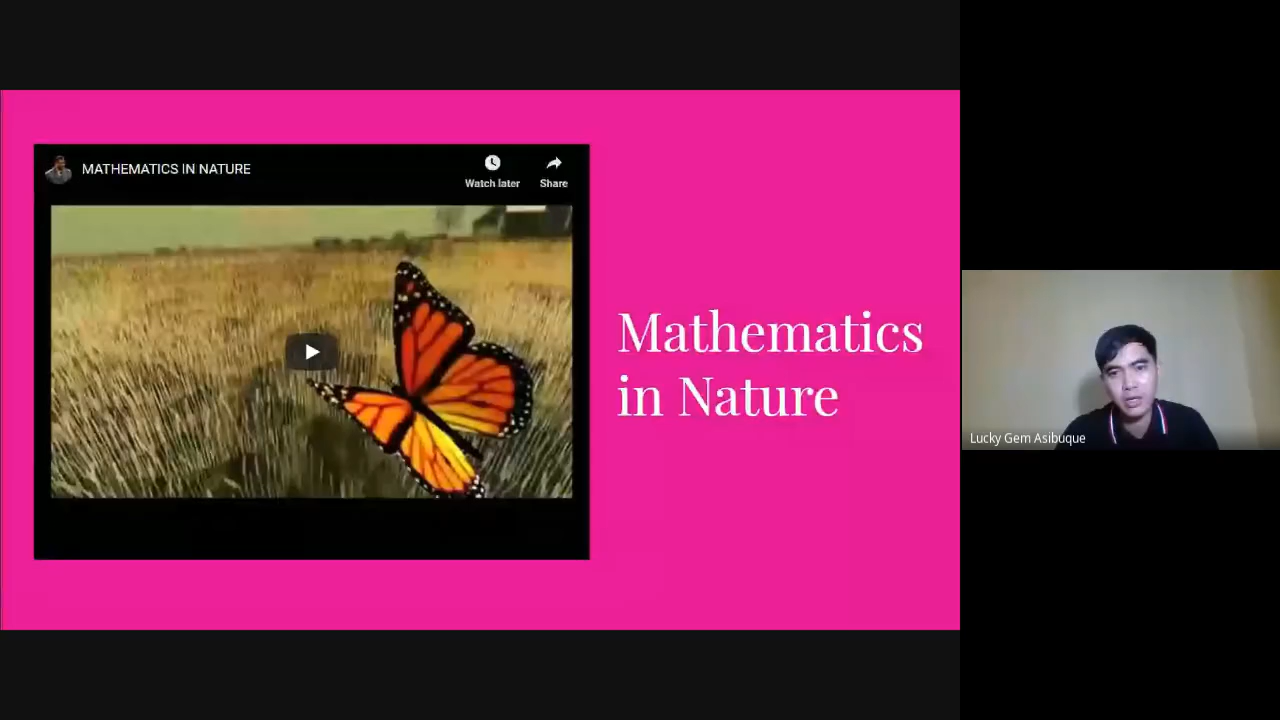 MATHEMATICS IN NATURE
Watch later
Share
Mathematics
in Nature
Lucky Gem Asibuque